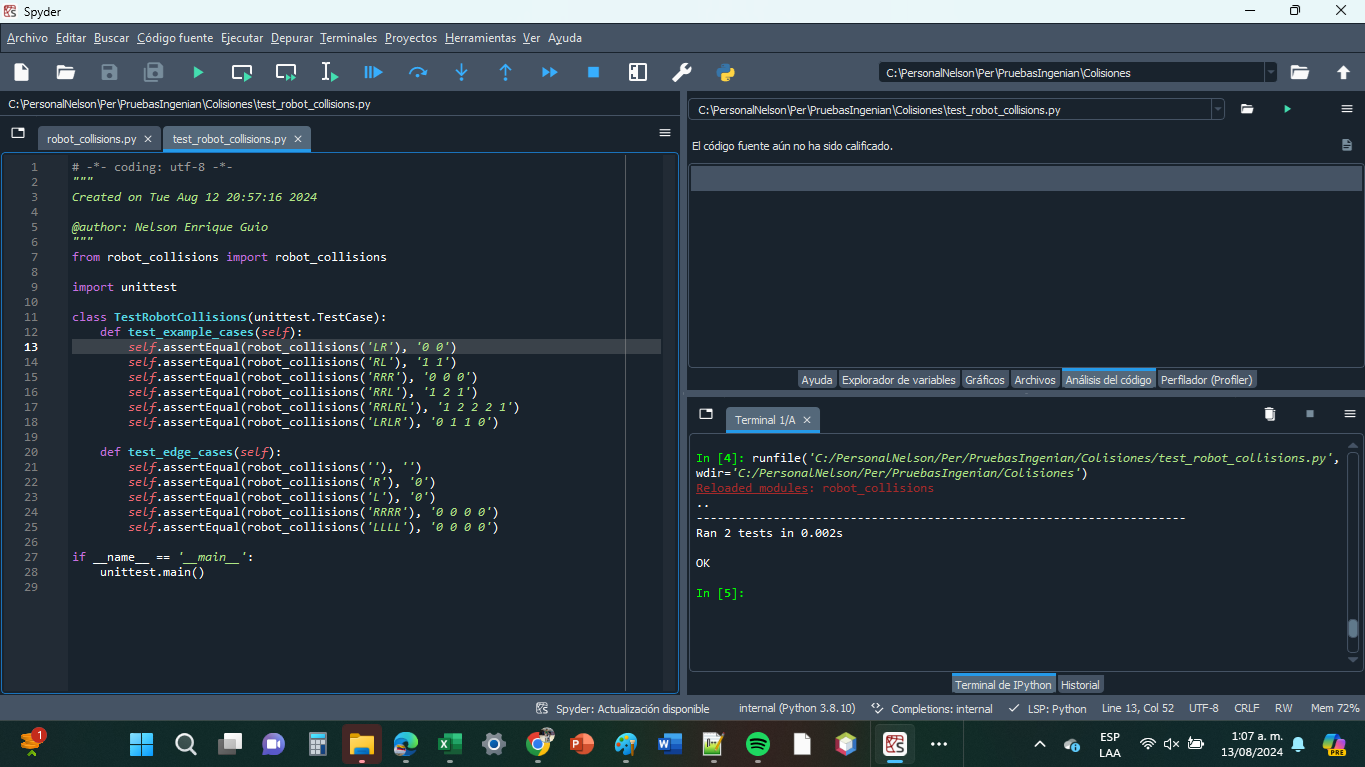 Spyder
Archivo Editar Buscar Código fuente Ejecutar Depurar Terminales Proyectos Herramientas Ver Ayuda
C:\PersonalNelson\Per\PruebasIngenian\Colisiones
C:\PersonalNelson\Per\PruebasIngenian\Colisiones\test_robot_collisions.py
robot_collisions.py
test_robot_collisions.py
1 # -*- coding: utf-8 -*-
2 """
3 Created on Tue Aug 12 20:57:16 2024
4
5 @author: Nelson Enrique Guio
6 """
7 from robot_collisions import robot_collisions
8
9 import unittest
10
11 class TestRobotCollisions(unittest.TestCase):
12     def test_example_cases(self):
13         self.assertEqual(robot_collisions('LR'), '0 0')
14         self.assertEqual(robot_collisions('RL'), '1 1')
15         self.assertEqual(robot_collisions('RRR'), '0 0 0')
16         self.assertEqual(robot_collisions('RRL'), '1 2 1')
17         self.assertEqual(robot_collisions('RRLRL'), '1 2 2 2 1')
18         self.assertEqual(robot_collisions('LRLR'), '0 1 1 0')
19
20     def test_edge_cases(self):
21         self.assertEqual(robot_collisions(''), '')
22         self.assertEqual(robot_collisions('R'), '0')
23         self.assertEqual(robot_collisions('L'), '0')
24         self.assertEqual(robot_collisions('RRRR'), '0 0 0 0')
25         self.assertEqual(robot_collisions('LLLL'), '0 0 0 0')
26
27 if __name__ == '__main__':
28     unittest.main()
29
C:\PersonalNelson\Per\PruebasIngenian\Colisiones\test_robot_collisions.py
El código fuente aún no ha sido calificado.
Ayuda Explorador de variables Gráficos Archivos Análisis del código Perfilador (Profiler)
Terminal 1/A
In [4]: runfile('C:/PersonalNelson/Per/PruebasIngenian/Colisiones/test_robot_collisions.py',
wdir='C:/PersonalNelson/Per/PruebasIngenian/Colisiones')
Reloaded modules: robot_collisions
..
----------------------------------------------------------------------
Ran 2 tests in 0.002s
OK
In [5]:
Terminal de IPython Historial
Spyder: Actualización disponible internal (Python 3.8.10) Completions: internal LSP: Python Line 13, Col 52 UTF-8 CRLF RW Mem 72%
1
ESP
LAA
1:07 a. m.
13/08/2024
PRE